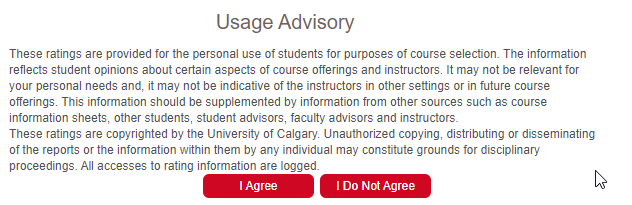 Usage Advisory
These ratings are provided for the personal use of students for purposes of course selection. The information
reflects student opinions about certain aspects of course offerings and instructors. It may not be relevant for
your personal needs and, it may not be indicative of the instructors in other settings or in future course
offerings. This information should be supplemented by information from other sources such as course
information sheets, other students, student advisors, faculty advisors and instructors.
These ratings are copyrighted by the University of Calgary. Unauthorized copying, distributing or disseminating
of the reports or the information within them by any individual may constitute grounds for disciplinary
proceedings. All accesses to rating information are logged.
I Agree I Do Not Agree